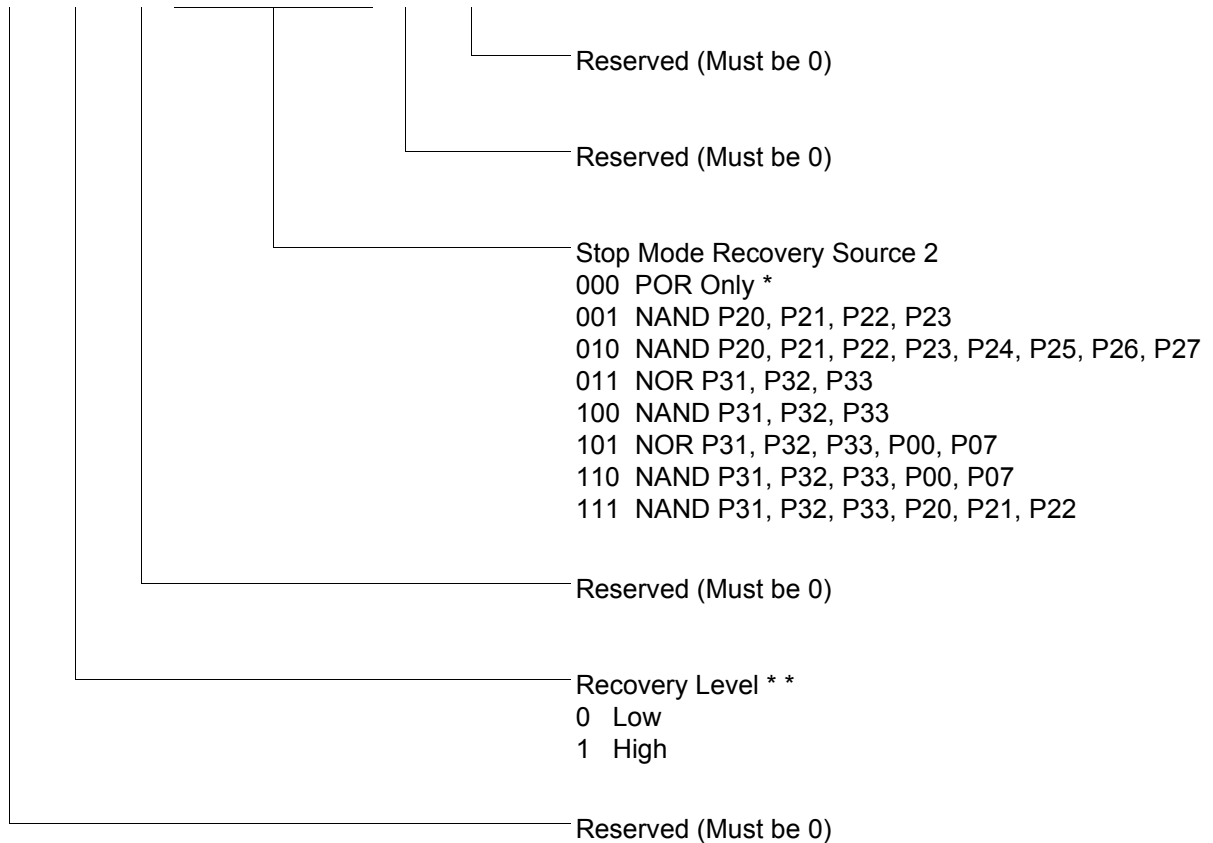 Reserved (Must be 0)
Reserved (Must be 0)
Stop Mode Recovery Source 2
000 POR Only *
001 NAND P20, P21, P22, P23
010 NAND P20, P21, P22, P23, P24, P25, P26, P27
011 NOR P31, P32, P33
100 NAND P31, P32, P33
101 NOR P31, P32, P33, P00, P07
110 NAND P31, P32, P33, P00, P07
111 NAND P31, P32, P33, P20, P21, P22
Reserved (Must be 0)
Recovery Level * *
0 Low
1 High
Reserved (Must be 0)